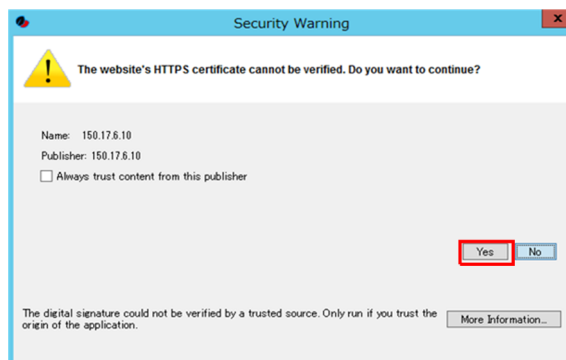 Security Warning
The website's HTTPS certificate cannot be verified. Do you want to continue?
Name: 150.17.6.10
Publisher: 150.17.6.10
Always trust content from this publisher
Yes No
The digital signature could not be verified by a trusted source. Only run if you trust the
origin of the application.
More Information...